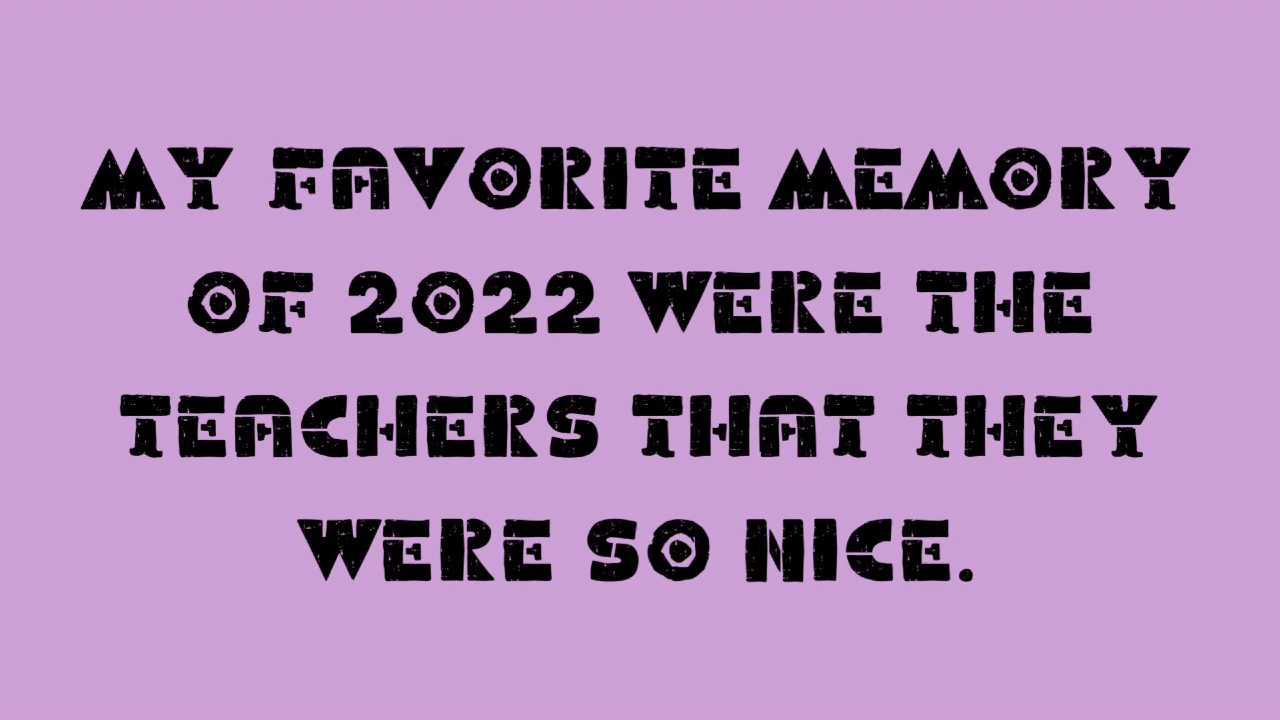 MY FAVORITE MEMORY
OF 2022 WERE THE
TEACHERS THAT THEY
WERE SO NICE.